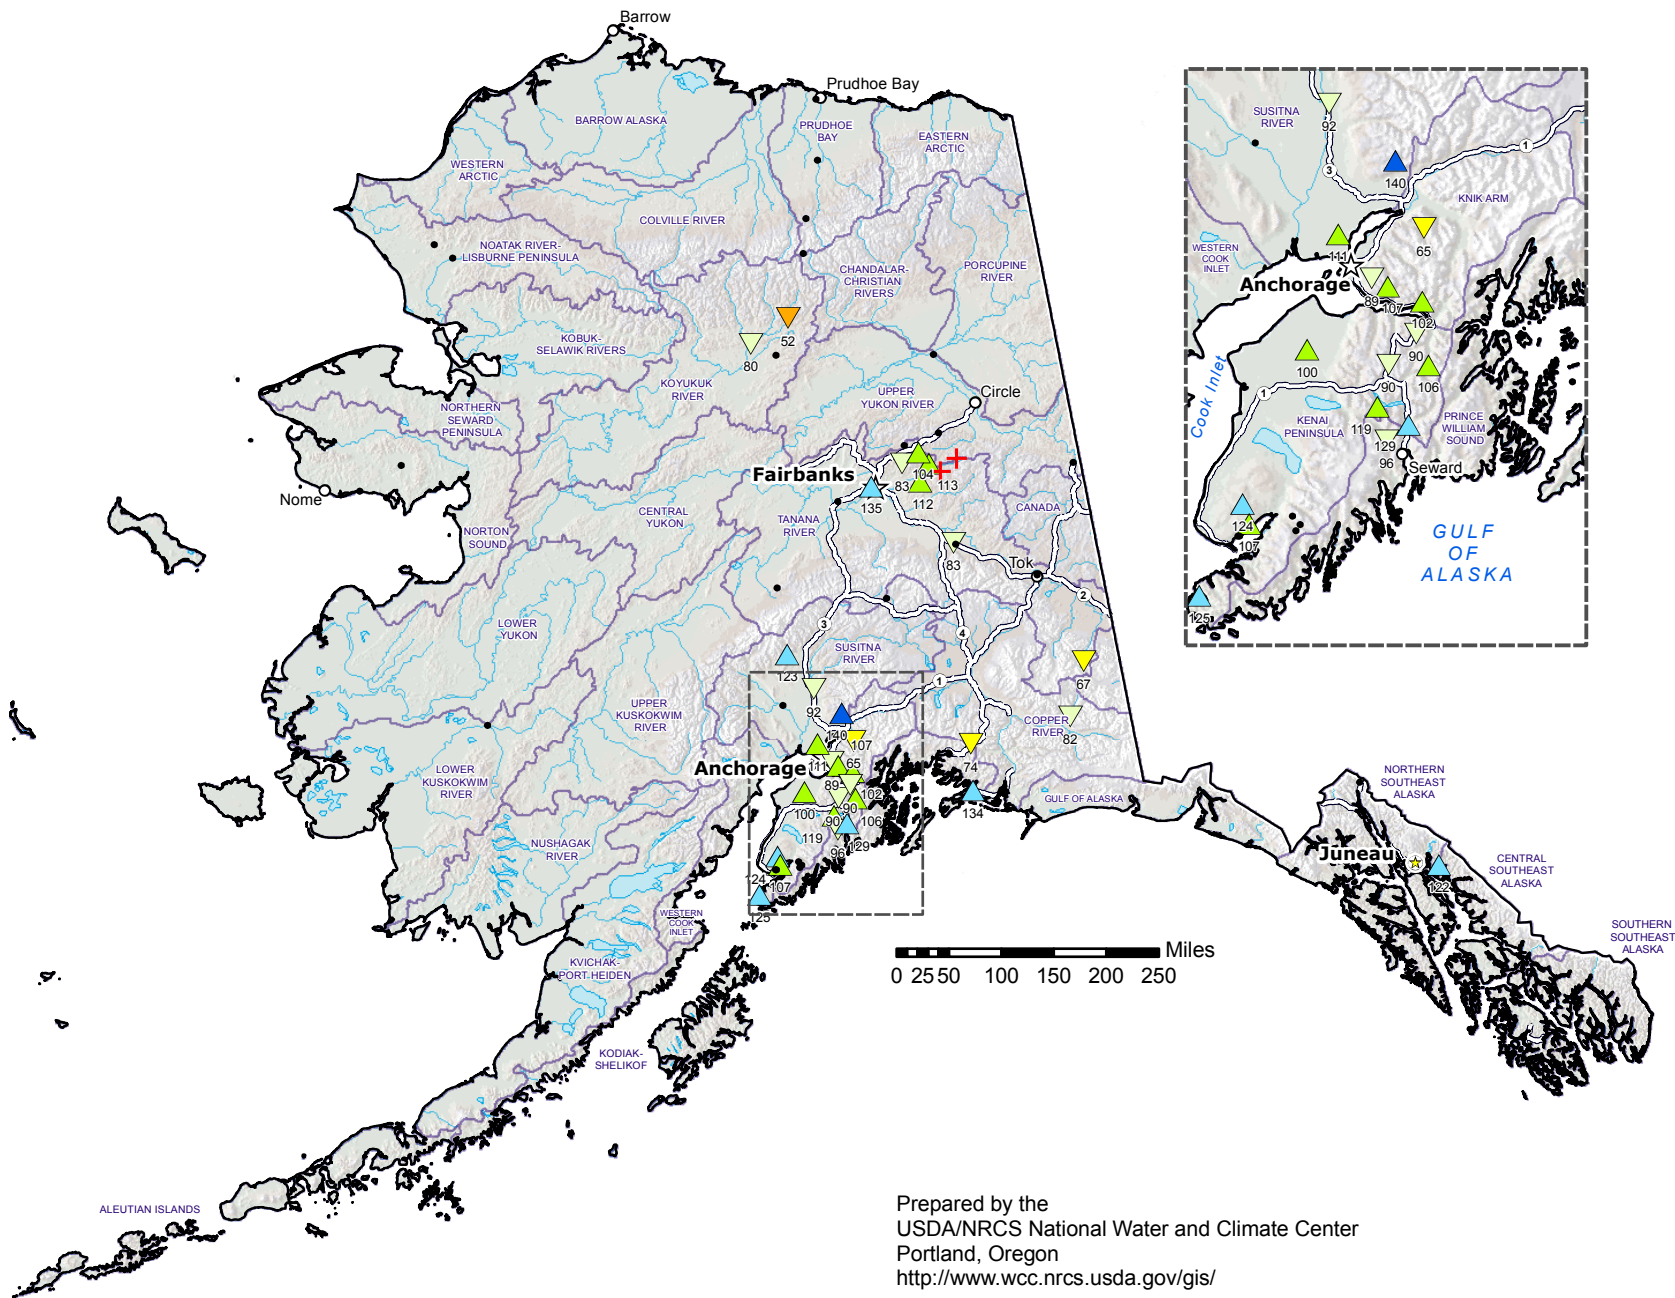 Barrow
Prudhoe Bay
BARROW ALASKA
PRUDHOE
BAY
EASTERN
ARCTIC
WESTERN
ARCTIC
COLVILLE RIVER
NOATAK RIVER-
LISBURNE PENINSULA
CHANDALAR-
CHRISTIAN
RIVERS
PORCUPINE
RIVER
52
80
KOBUK-
SELAWIK RIVERS
KOYUKUK
RIVER
UPPER
YUKON RIVER
Circle
NORTHERN
SEWARD
PENINSULA
Nome
Fairbanks
104
83
113
112
135
CENTRAL
YUKON
TANANA
RIVER
CANADA
NORTON
SOUND
83
Tok
2
LOWER
YUKON
3
4
SUSITNA
RIVER
123
67
1
92
UPPER
KUSKOKWIM
RIVER
COPPER
RIVER
82
140
107
74
Anchorage
111
65
89
102
90
100
106
90
119
129
96
134
GULF OF ALASKA
LOWER
KUSKOKWIM
RIVER
NUSHAGAK
RIVER
124
107
125
WESTERN
COOK
INLET
KVICHAK-
PORT HEIDEN
KODIAK-
SHELIKOF
ALEUTIAN ISLANDS
NORTHERN
SOUTHEAST
ALASKA
Juneau
122
CENTRAL
SOUTHEAST
ALASKA
SOUTHERN
SOUTHEAST
ALASKA
Miles
0 25 50 100 150 200 250
SUSITNA
RIVER
92
1
3
140
KNIK ARM
WESTERN
COOK
INLET
111
65
Anchorage
89
107
102
90
100
90
106
Cook Inlet
1
KENAI
PENINSULA
119
129
96
PRINCE
WILLIAM
SOUND
Seward
124
107
125
GULF
OF
ALASKA
Prepared by the
USDA/NRCS National Water and Climate Center
Portland, Oregon
http://www.wcc.nrcs.usda.gov/gis/